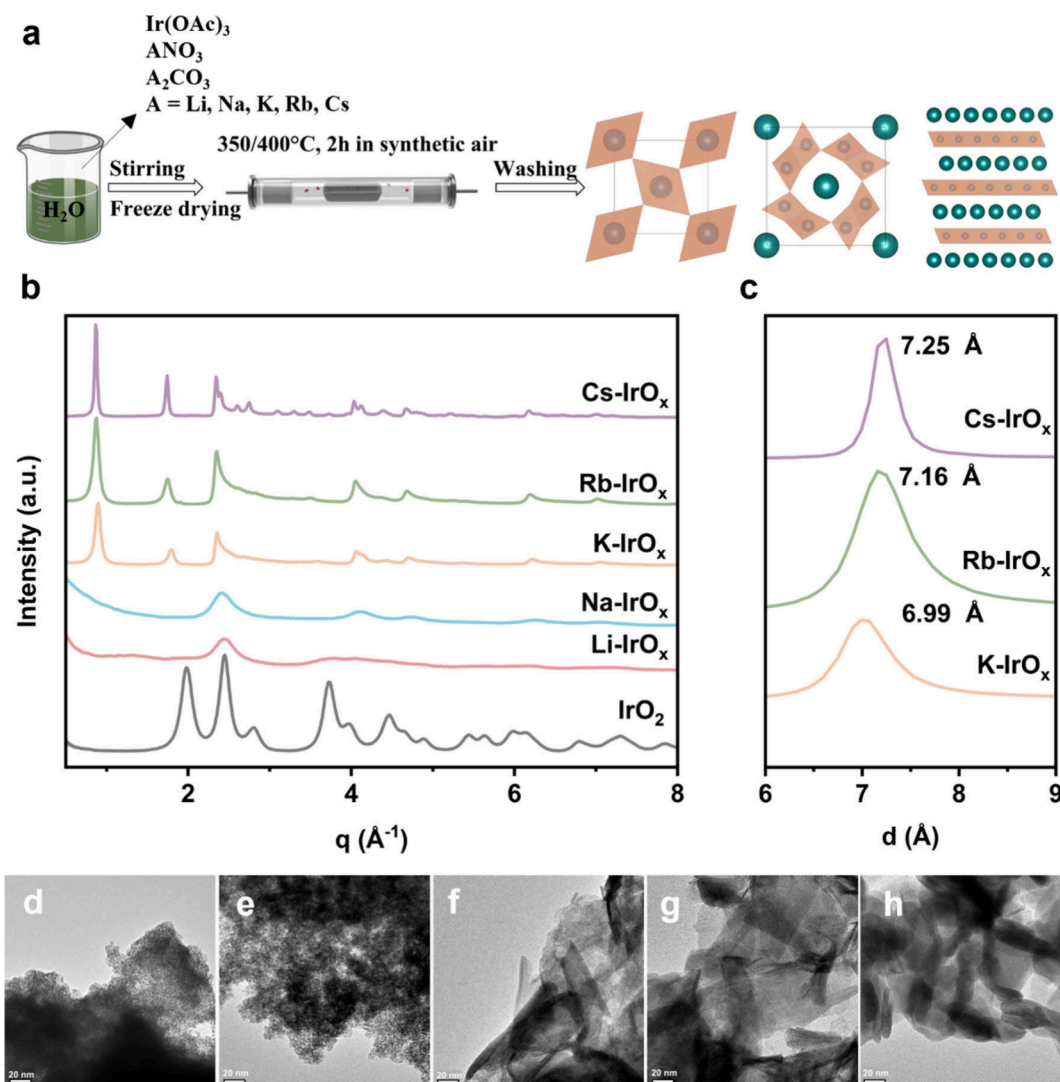 a
Ir(OAc)₃
ANO₃
A₂CO₃
A = Li, Na, K, Rb, Cs
H₂O
Stirring
Freeze drying
350/400°C, 2h in synthetic air
Washing
b
Intensity (a.u.)
Cs-IrOₓ
Rb-IrOₓ
K-IrOₓ
Na-IrOₓ
Li-IrOₓ
IrO₂
2
4
6
8
q (Å⁻¹)
c
7.25 Å
Cs-IrOₓ
7.16 Å
Rb-IrOₓ
6.99 Å
K-IrOₓ
6
7
8
9
d (Å)
d
20 nm
e
20 nm
f
20 nm
g
20 nm
h
20 nm